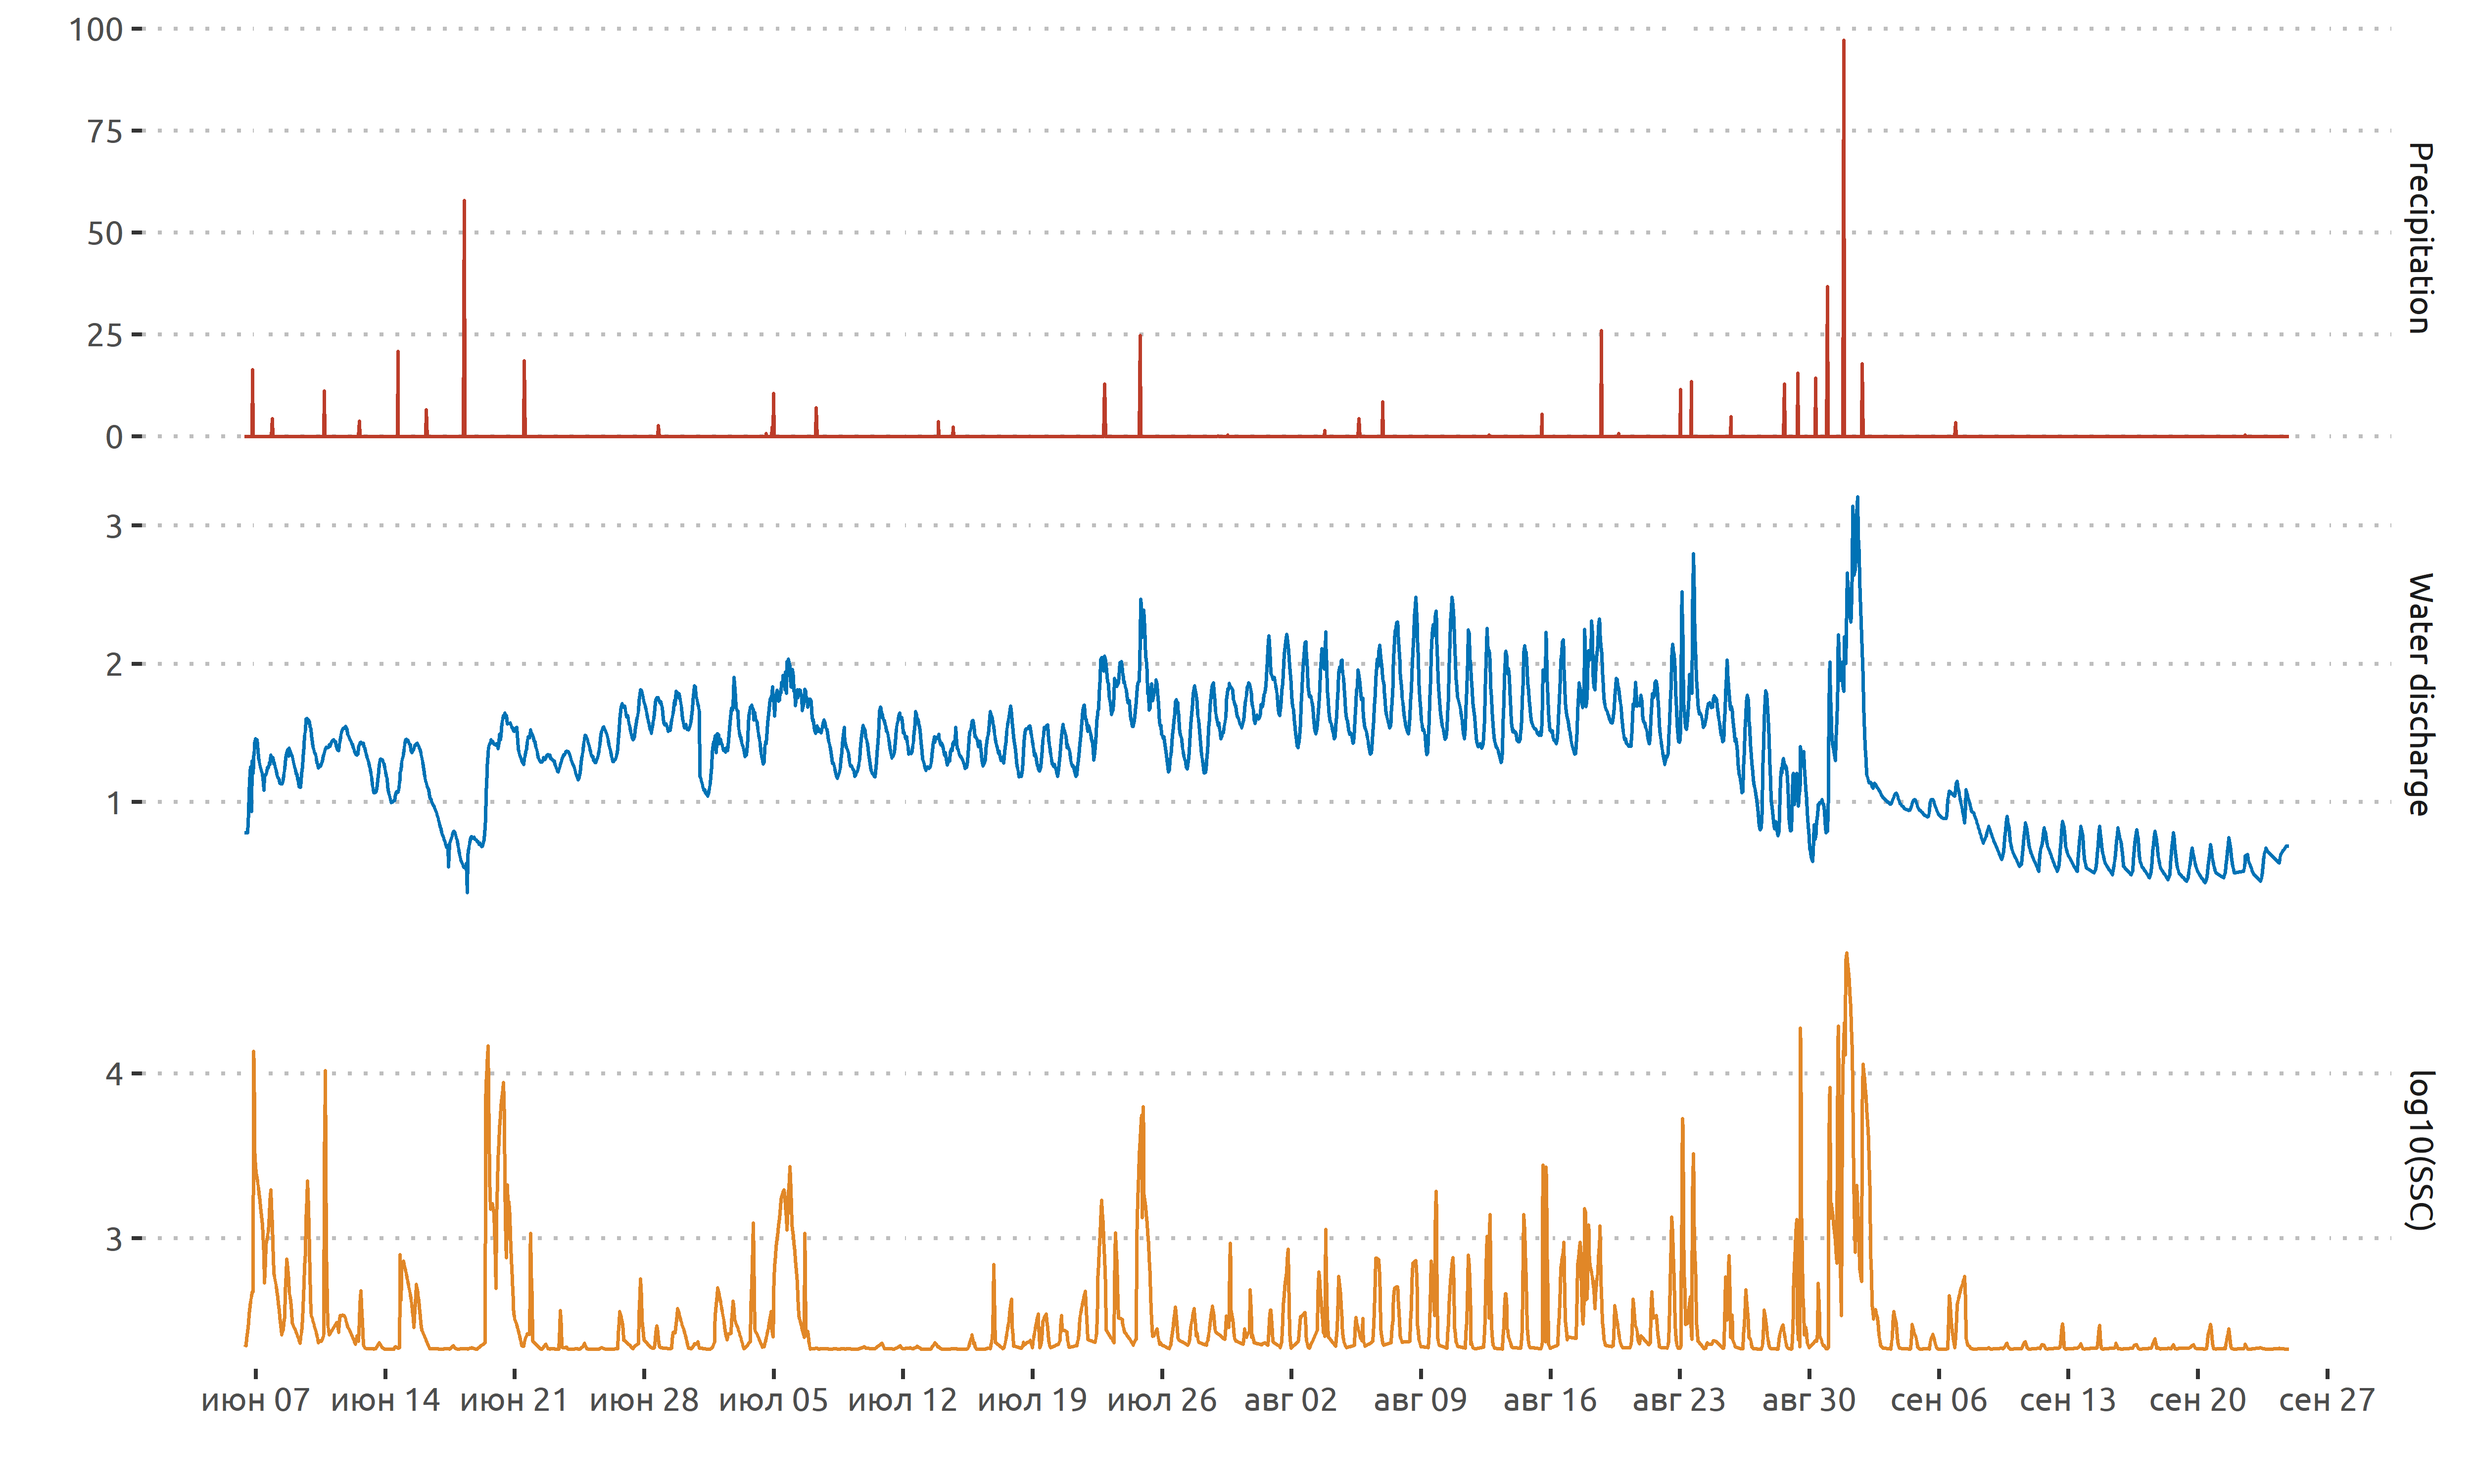 100
75
50
25
0
Precipitation
3
2
1
Water discharge
4
3
log10(SSC)
июн 07 июн 14 июн 21 июн 28 июл 05 июл 12 июл 19 июл 26 авг 02 авг 09 авг 16 авг 23 авг 30 сен 06 сен 13 сен 20 сен 27